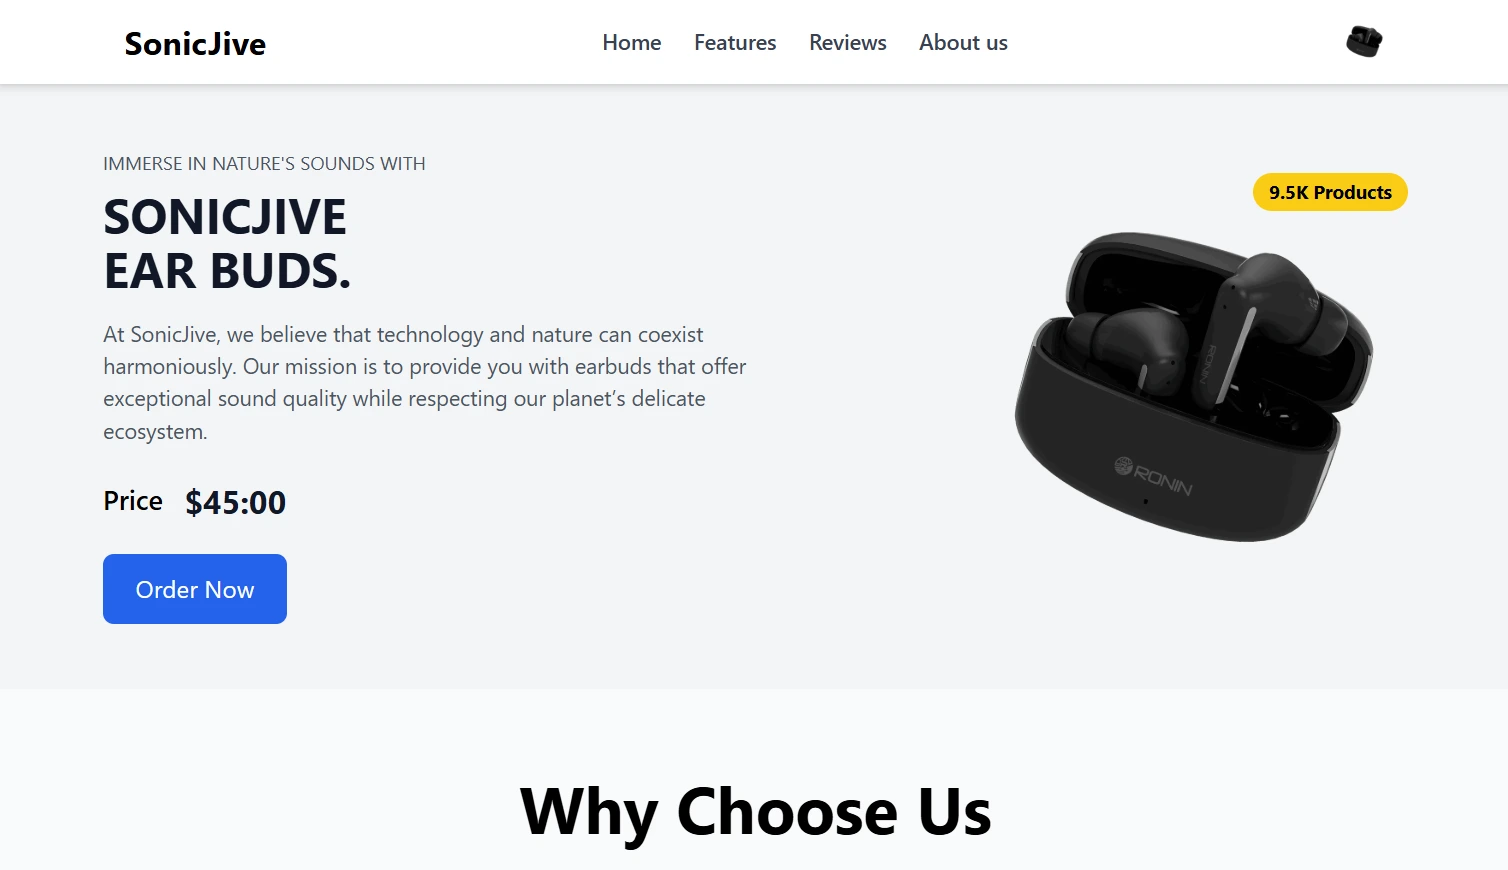 SonicJive
Home
Features
Reviews
About us
IMMERSE IN NATURE'S SOUNDS WITH
SONICJIVE
EAR BUDS.
At SonicJive, we believe that technology and nature can coexist
harmoniously. Our mission is to provide you with earbuds that offer
exceptional sound quality while respecting our planet’s delicate
ecosystem.
Price $45:00
Order Now
9.5K Products
RONIN
RONIN
Why Choose Us